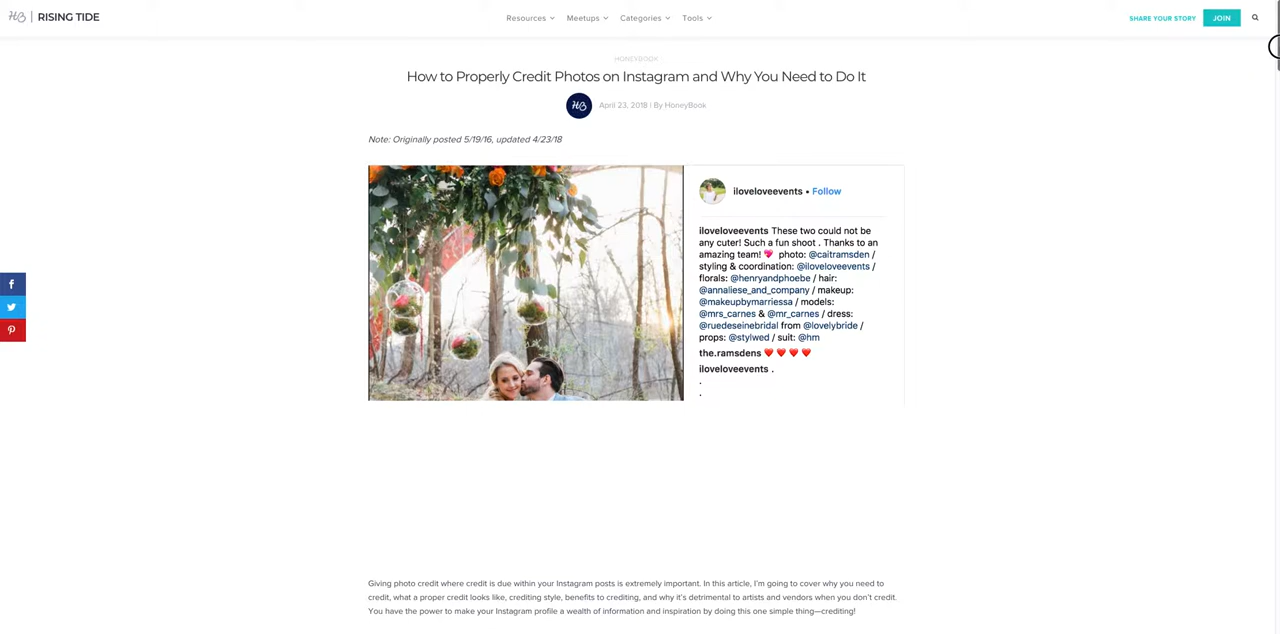 HB | RISING TIDE
Resources Meetups Categories Tools
SHARE YOUR STORY JOIN
HONEYBOOK
How to Properly Credit Photos on Instagram and Why You Need to Do It
HB April 23, 2018 | By HoneyBook
Note: Originally posted 5/19/16, updated 4/23/18
iloveloveevents • Follow
iloveloveevents These two could not be
any cuter! Such a fun shoot . Thanks to an
amazing team! 💖 photo: @caitramsden /
styling & coordination: @iloveloveevents /
florals: @henryandphoebe / hair:
@annaliese_and_company / makeup:
@makeupbymarriessa / models:
@mrs_carnes & @mr_carnes / dress:
@ruedeseinebridal from @lovelybride /
props: @stylwed / suit: @hm
the.ramsdens ❤️ ❤️ ❤️ ❤️
iloveloveevents .
.
.
Giving photo credit where credit is due within your Instagram posts is extremely important. In this article, I'm going to cover why you need to
credit, what a proper credit looks like, crediting style, benefits to crediting, and why it's detrimental to artists and vendors when you don't credit.
You have the power to make your Instagram profile a wealth of information and inspiration by doing this one simple thing—crediting!